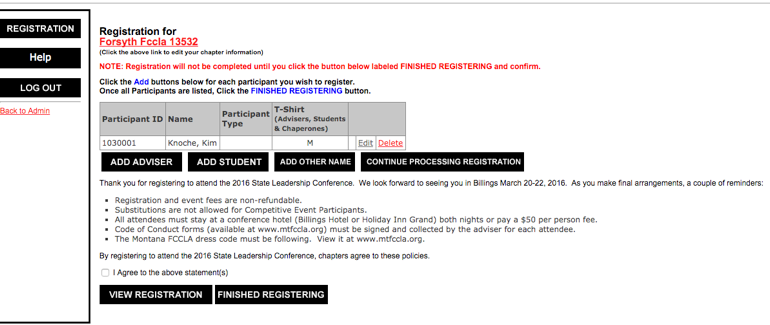 REGISTRATION
Help
LOG OUT
Back to Admin
Registration for
Forsyth Fccla 13532
(Click the above link to edit your chapter information)
NOTE: Registration will not be completed until you click the button below labeled FINISHED REGISTERING and confirm.
Click the Add buttons below for each participant you wish to register.
Once all Participants are listed, Click the FINISHED REGISTERING button.
Participant ID Name Participant Type T-Shirt (Advisers, Students & Chaperones)
1030001 Knoche, Kim M Edit Delete
ADD ADVISER ADD STUDENT ADD OTHER NAME CONTINUE PROCESSING REGISTRATION
Thank you for registering to attend the 2016 State Leadership Conference. We look forward to seeing you in Billings March 20-22, 2016. As you make final arrangements, a couple of reminders:
▪ Registration and event fees are non-refundable.
▪ Substitutions are not allowed for Competitive Event Participants.
▪ All attendees must stay at a conference hotel (Billings Hotel or Holiday Inn Grand) both nights or pay a $50 per person fee.
▪ Code of Conduct forms (available at www.mtfccla.org) must be signed and collected by the adviser for each attendee.
▪ The Montana FCCLA dress code must be following. View it at www.mtfccla.org.
By registering to attend the 2016 State Leadership Conference, chapters agree to these policies.
I Agree to the above statement(s)
VIEW REGISTRATION FINISHED REGISTERING